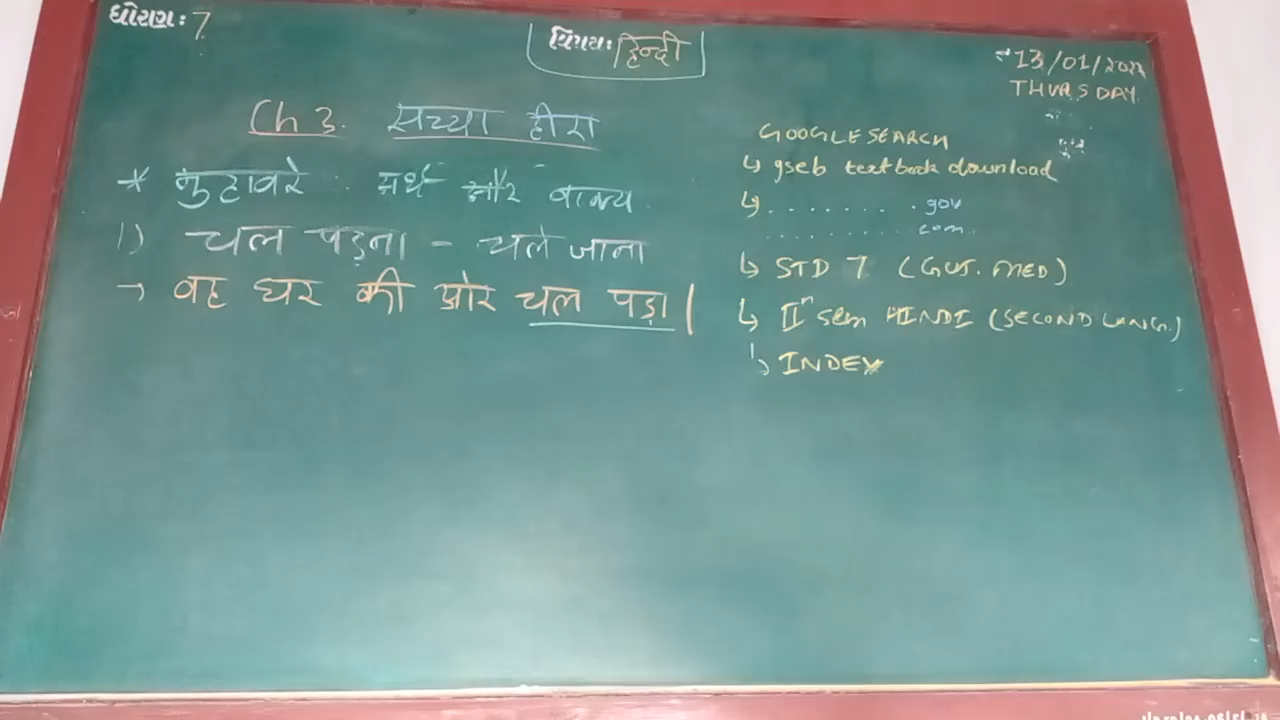 ધોરણ: 7
વિષય: हिन्दी
13/01/2022
THURSDAY
Ch 3. सच्चा हीरा
* मुहावरे : अर्थ और वाक्य
1) चल पड़ना - चले जाना
→ वह घर की ओर चल पड़ा|
GOOGLE SEARCH
↳ gseb textbook download
↳ . . . . . . . . gov
. . . . . . . . . com
↳ STD 7 (GUJ. MED)
↳ II sem HINDI (SECOND LANG.)
↳ INDEX